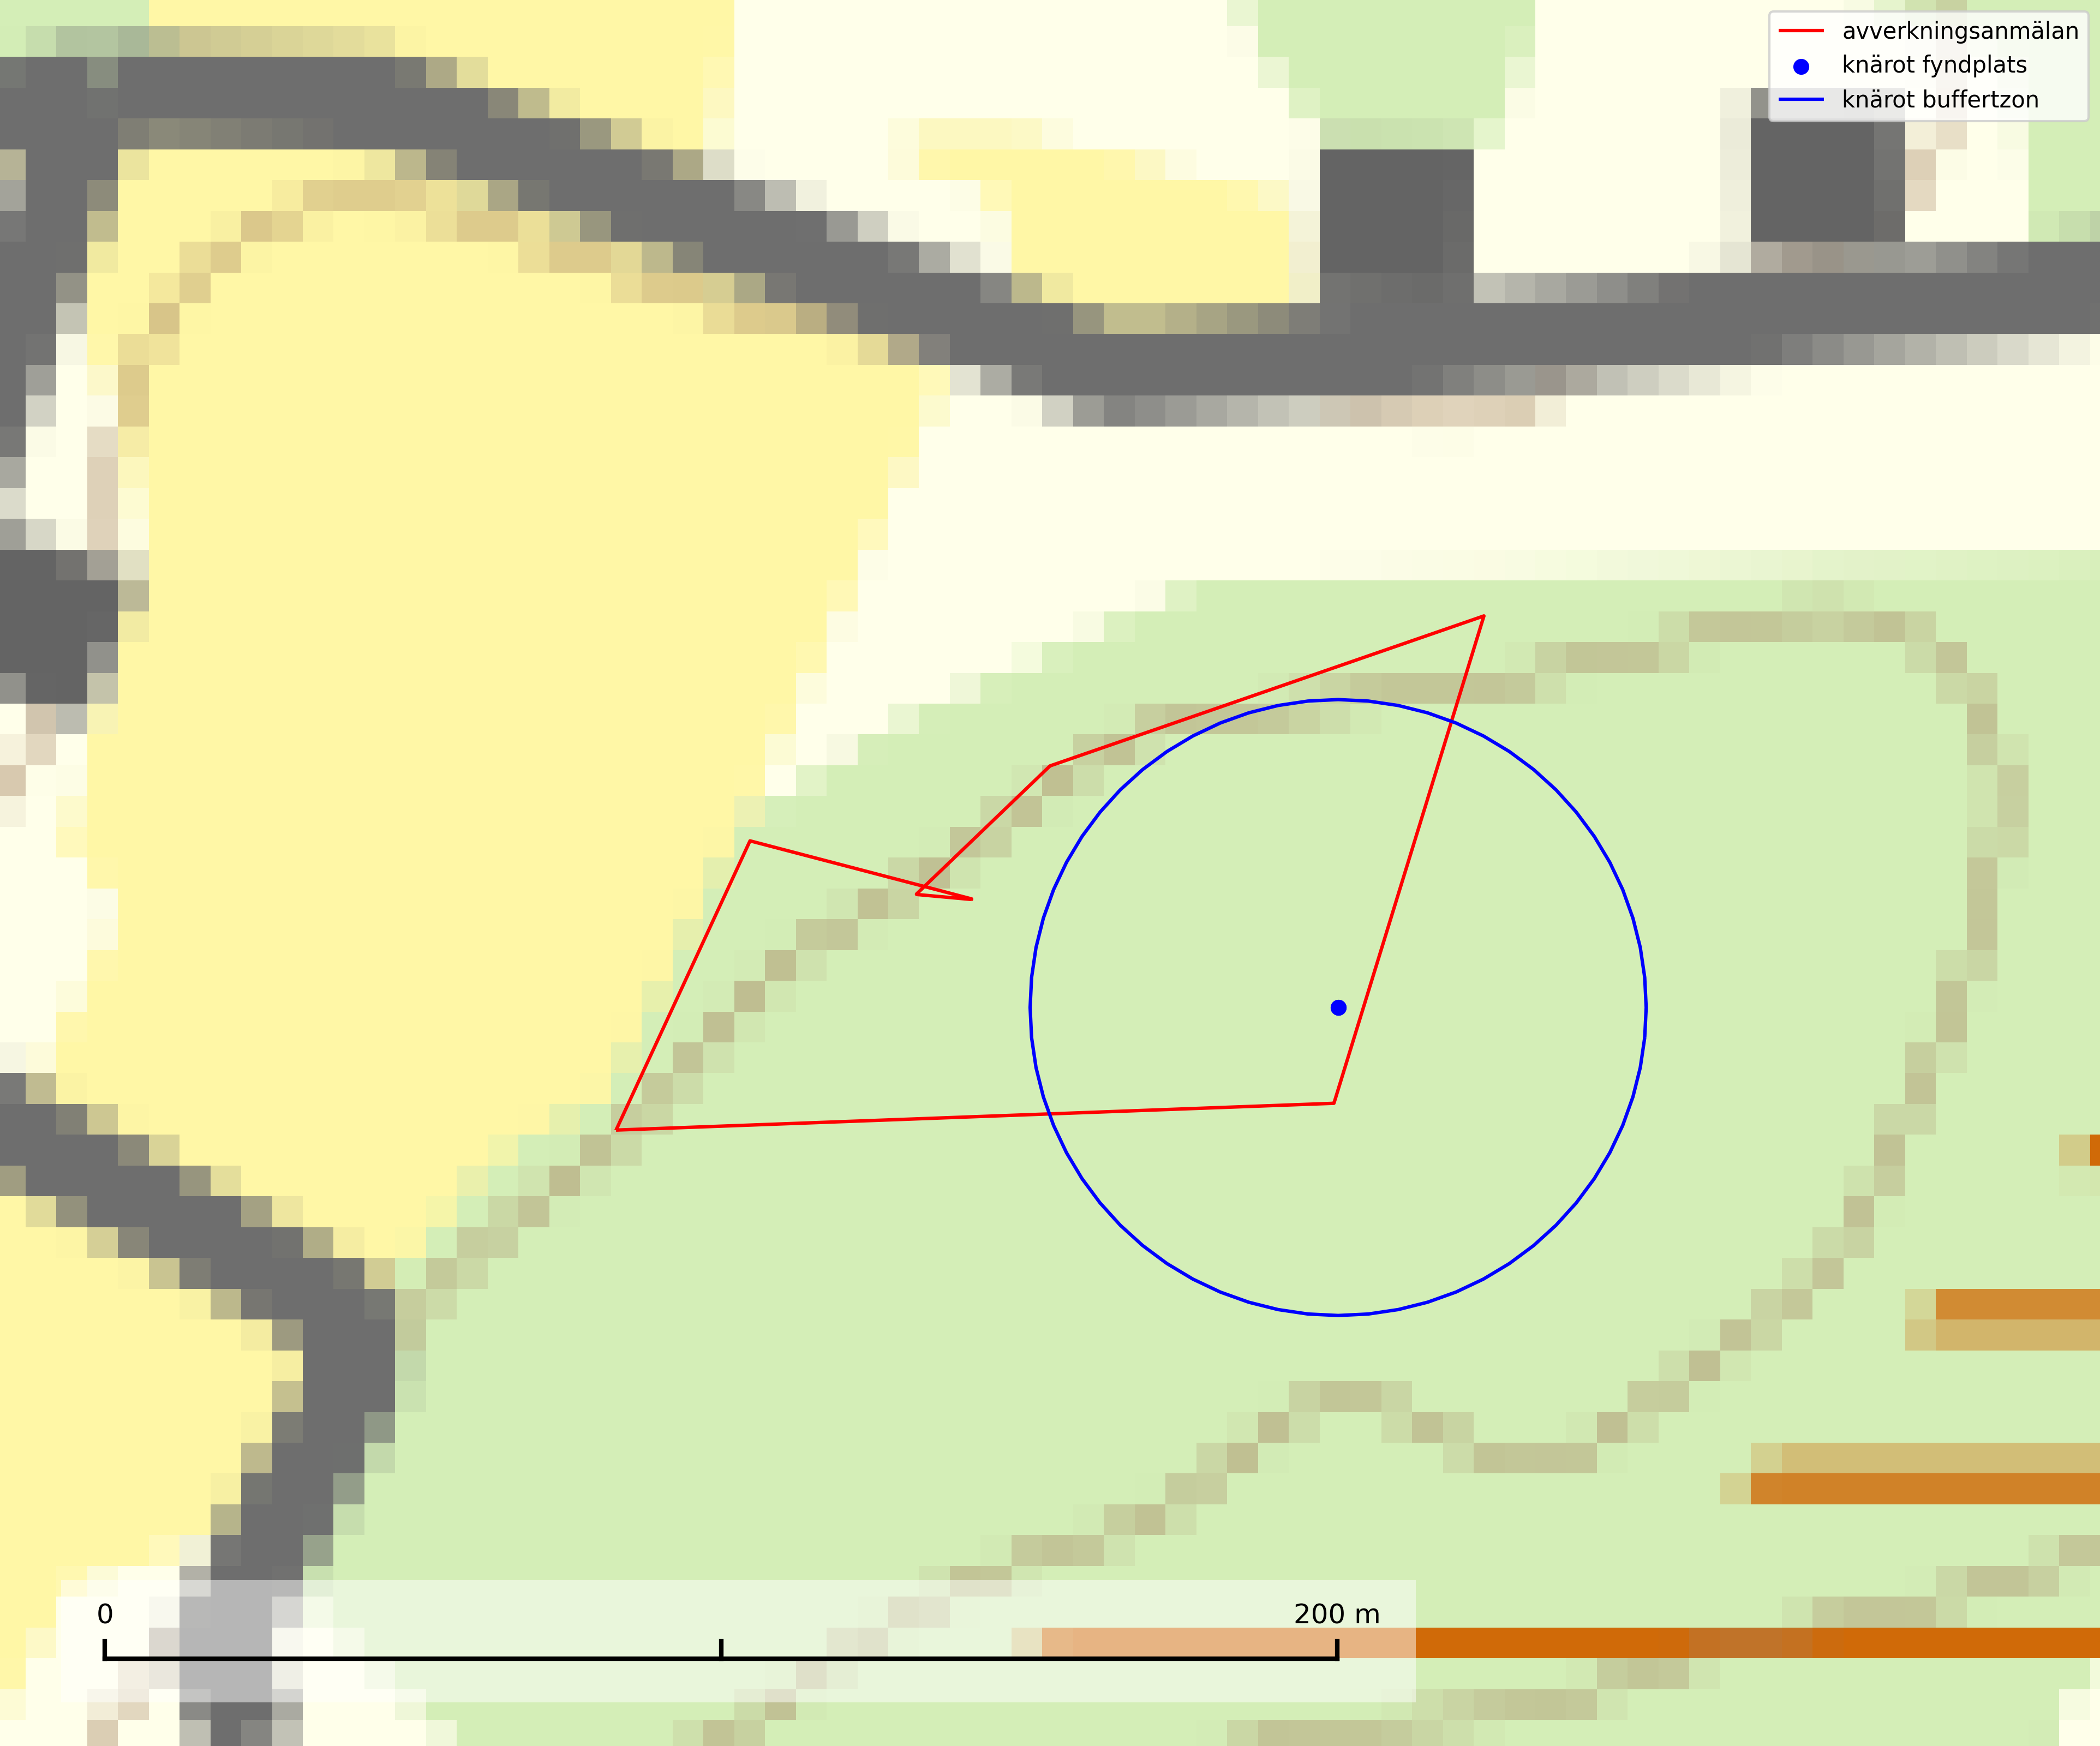 avverkningsanmälan
knärot fyndplats
knärot buffertzon
0
200 m